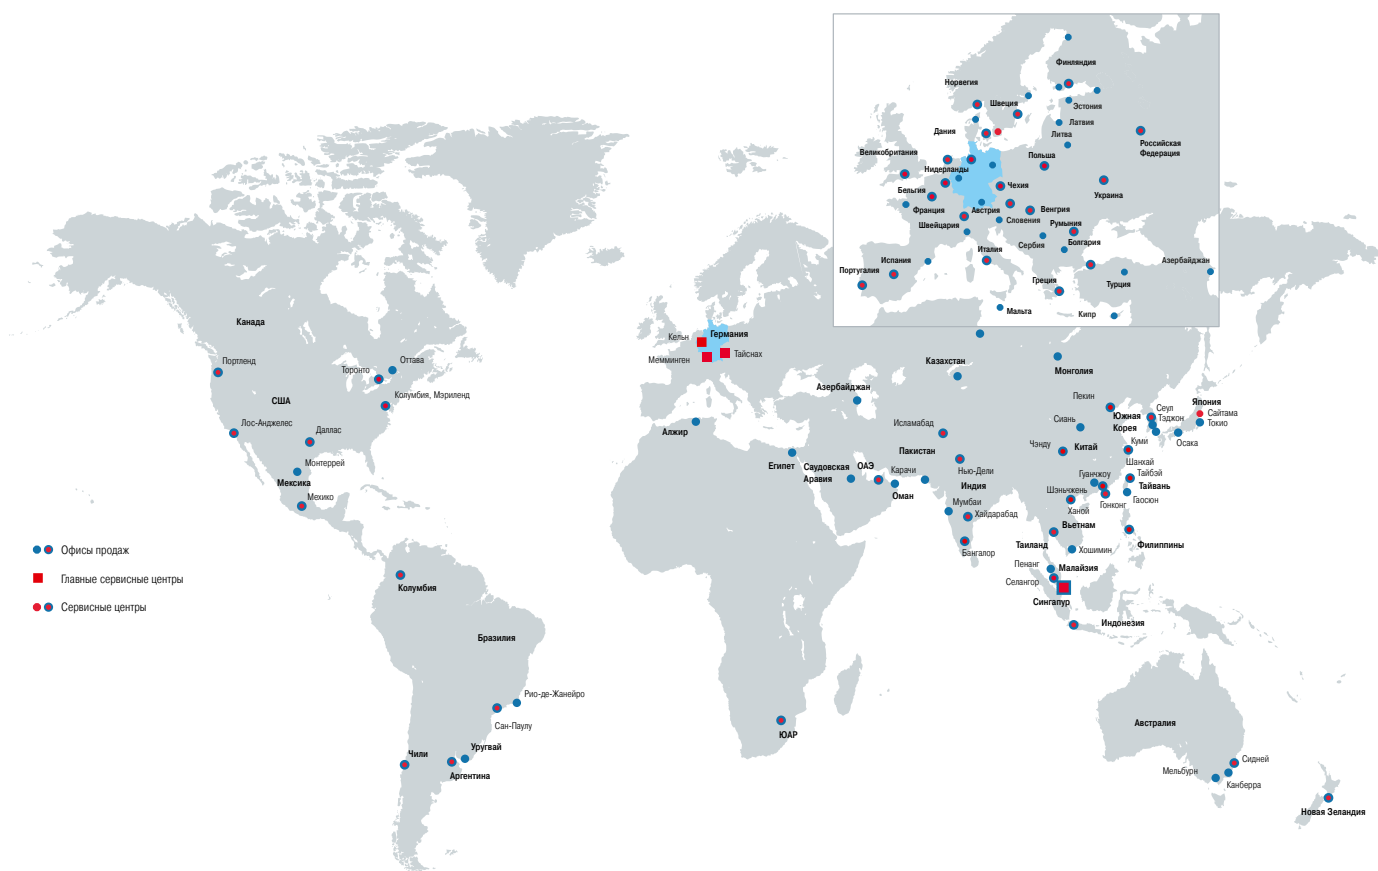 Финляндия
Норвегия
Швеция
Эстония
Латвия
Дания
Литва
Российская
Федерация
Великобритания
Польша
Нидерланды
Чехия
Бельгия
Украина
Франция
Австрия
Венгрия
Словения
Румыния
Швейцария
Сербия
Болгария
Италия
Испания
Азербайджан
Португалия
Греция
Турция
Мальта
Кипр
Канада
Портленд
Оттава
Торонто
США
Колумбия, Мэриленд
Лос-Анджелес
Даллас
Монтеррей
Мексика
Мехико
Кельн
Германия
Мемминген
Тайснах
Казахстан
Монголия
Азербайджан
Алжир
Исламабад
Пакистан
Египет
Саудовская
Аравия
ОАЭ
Карачи
Оман
Нью-Дели
Индия
Мумбаи
Хайдарабад
Бангалор
Пекин
Сиань
Чэнду
Китай
Южная
Корея
Сеул
Тэджон
Куми
Япония
Сайтама
Токио
Осака
Шанхай
Тайбэй
Гуанчжоу
Тайвань
Шэньчжень
Гаосюн
Гонконг
Ханой
Вьетнам
Таиланд
Филиппины
Хошимин
Пенанг
Малайзия
Селангор
Сингапур
Индонезия
Офисы продаж
Главные сервисные центры
Сервисные центры
Колумбия
Бразилия
Рио-де-Жанейро
Сан-Паулу
Уругвай
Чили
Аргентина
ЮАР
Австралия
Сидней
Мельбурн
Канберра
Новая Зеландия